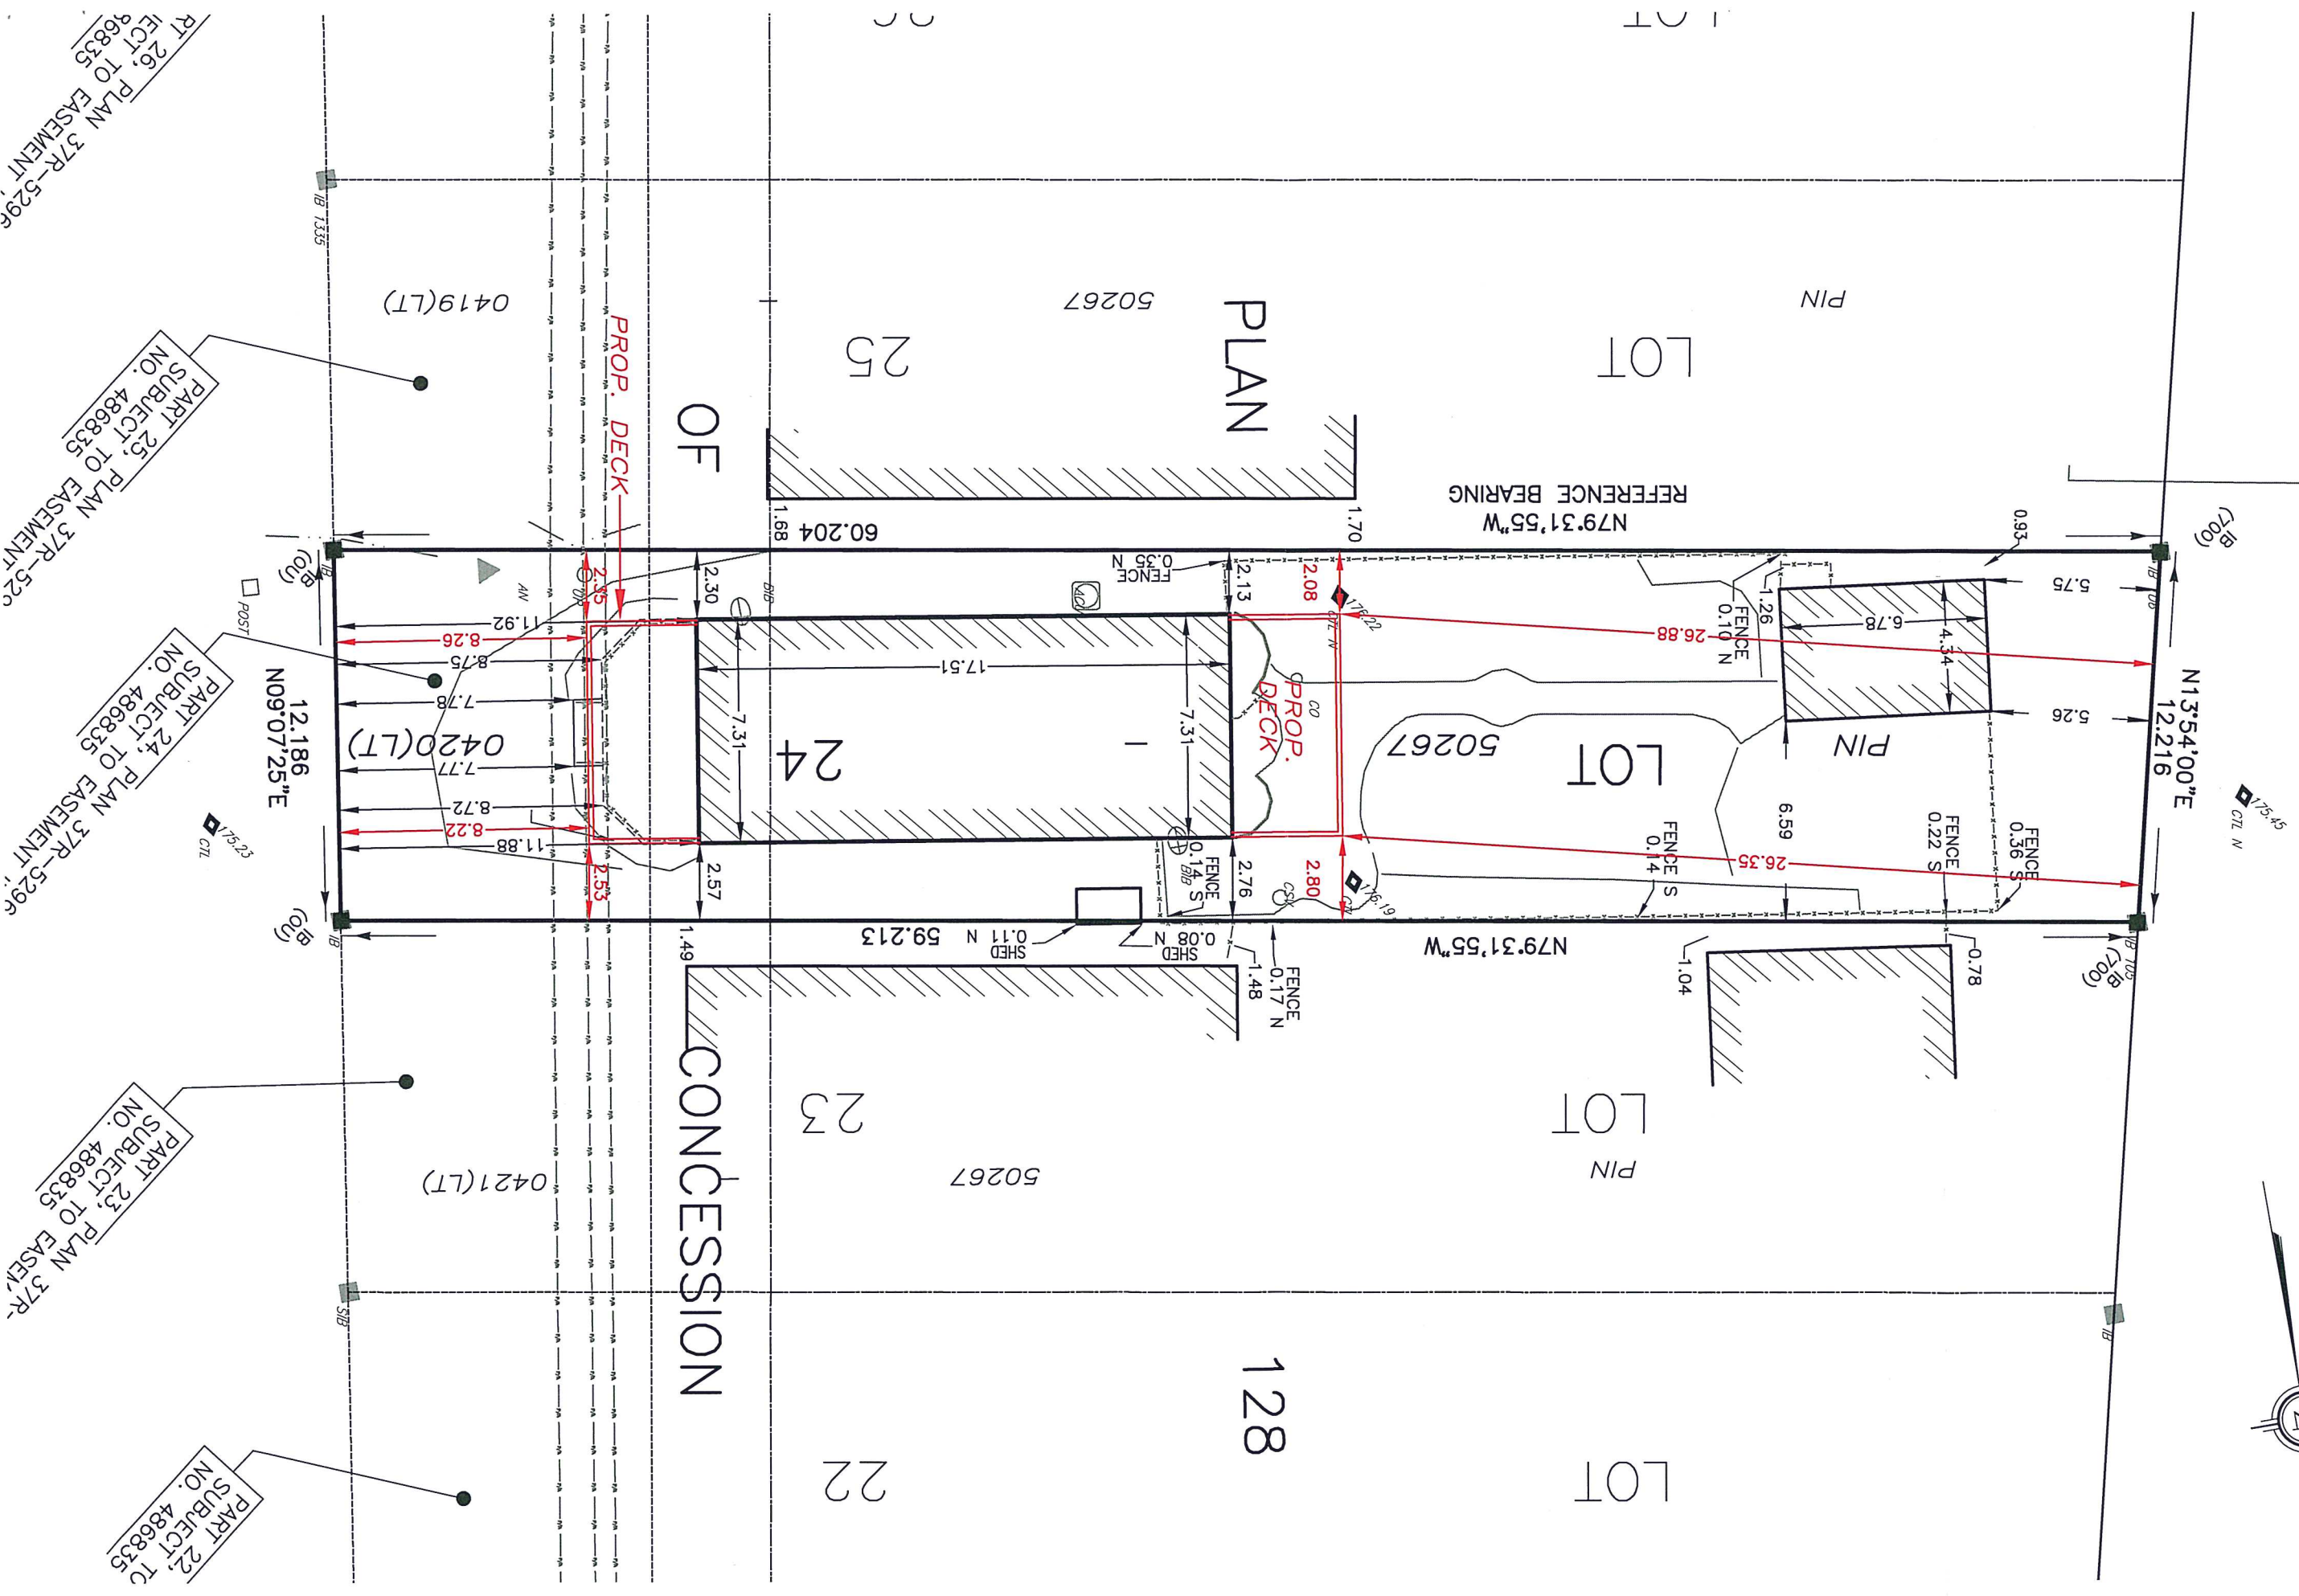 LOT
PART 26, PLAN 37R-5296
SUBJECT TO EASEMENT
486835
IB 1335
0419(LT)
50267
PIN
25
PLAN
LOT
PART 25, PLAN 37R-529
SUBJECT TO EASEMENT
NO. 486835
PROP. DECK
OF
REFERENCE BEARING
N79°31'55"W
60.204
1.68
1.70
0.93
IB
(700)
IB
(OU)
IB
POST
AN
BIB
2.35
2.30
FENCE
0.35 N
2.13
2.08
176.22
CTL N
1.26
FENCE
0.10 N
5.75
5.26
6.78
4.34
26.88
11.92
8.26
8.75
7.78
7.77
8.72
8.22
11.88
17.51
7.31
7.31
PROP.
DECK
CO
N13°54'00"E
12.216
N09°07'25"E
12.186
0420(LT)
24
50267
LOT
PIN
PART 24, PLAN 37R-5296
SUBJECT TO EASEMENT
NO. 486835
175.23
CTL
175.45
CTL N
6.59
26.35
FENCE S
0.14
FENCE
0.22 S
FENCE
0.36 S
2.53
2.57
FENCE
0.14 S
BIB
2.76
2.80
176.19
IB
(OU)
IB
IB
(700)
59.213
SHED
0.11 N
SHED
0.08 N
N79°31'55"W
1.49
1.48
FENCE
0.17 N
1.04
0.78
CONCESSION
23
LOT
PIN
50267
0421(LT)
PART 23, PLAN 37R-
SUBJECT TO EASEM
NO. 486835
SIB
IB
128
22
LOT
PART 22,
SUBJECT TO
NO. 486835